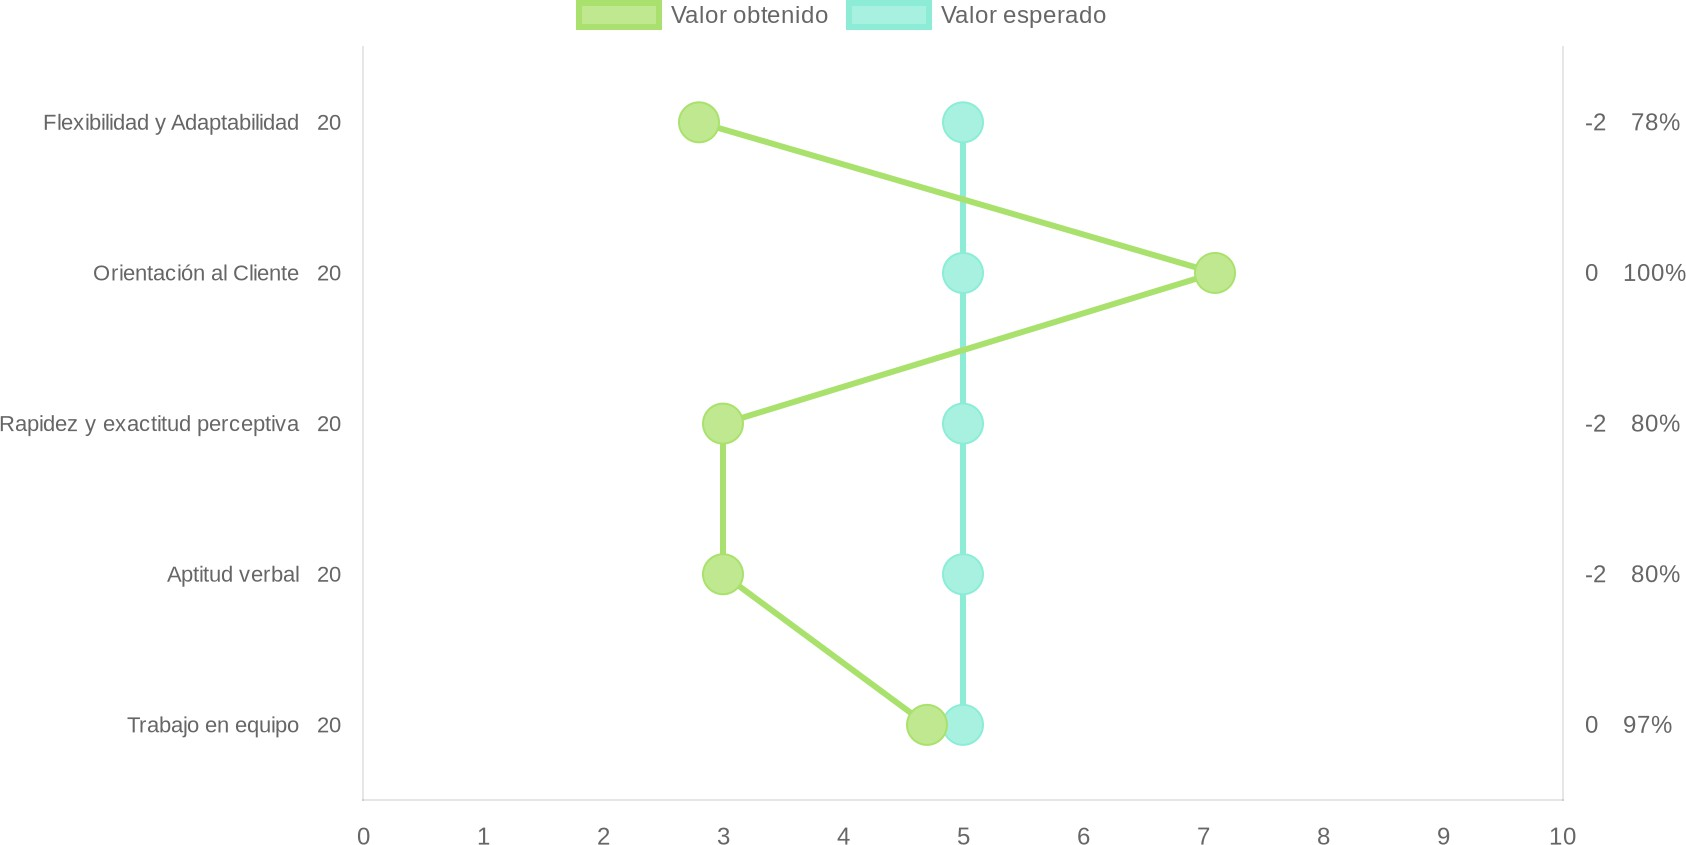 Valor obtenido Valor esperado
Flexibilidad y Adaptabilidad 20 -2 78%
Orientación al Cliente 20 0 100%
Rapidez y exactitud perceptiva 20 -2 80%
Aptitud verbal 20 -2 80%
Trabajo en equipo 20 0 97%
0 1 2 3 4 5 6 7 8 9 10